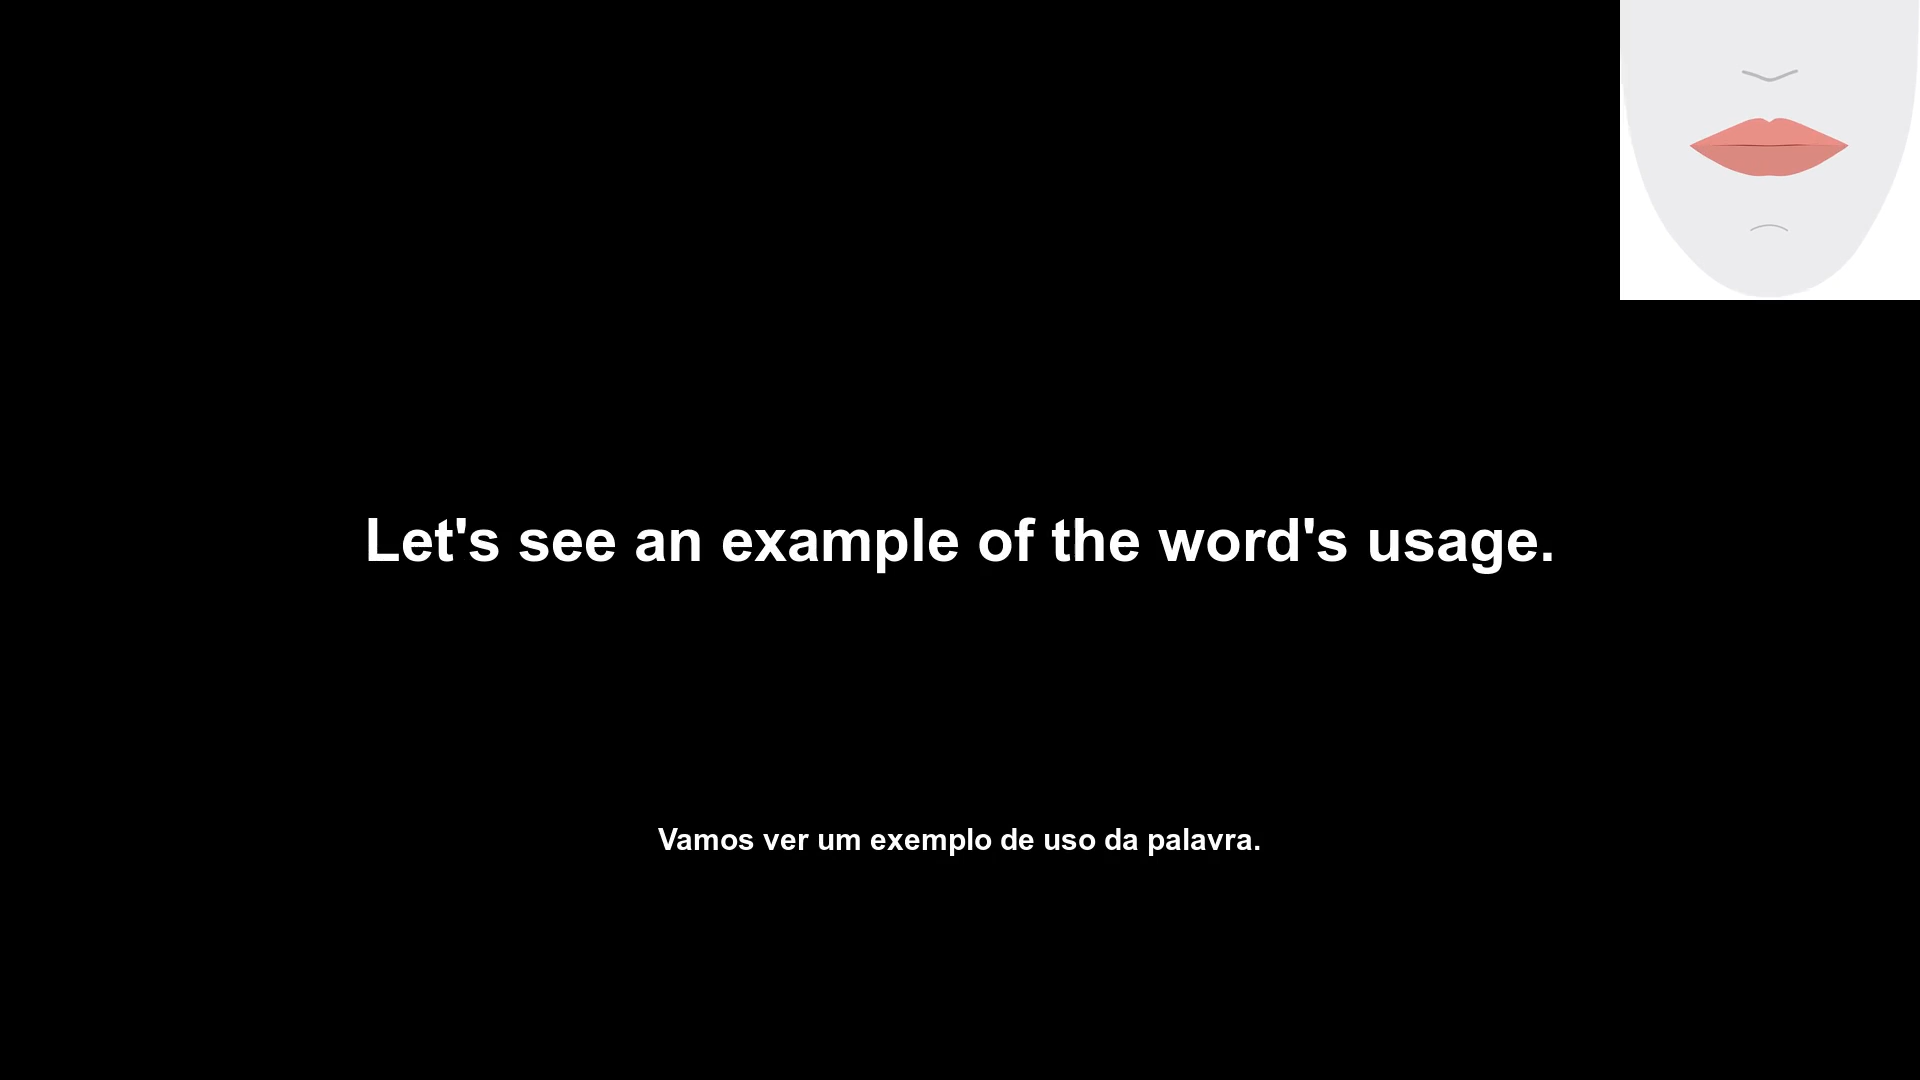 Let's see an example of the word's usage.
Vamos ver um exemplo de uso da palavra.